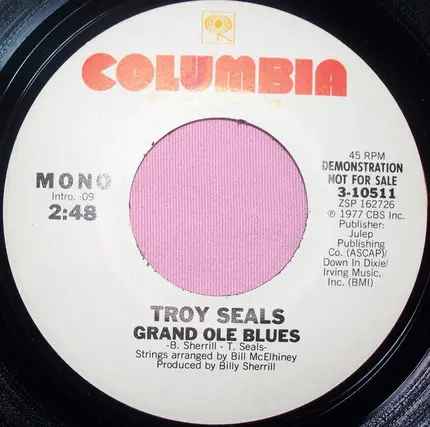 COLUMBIA
MONO
Intro. :09
2:48
45 RPM
DEMONSTRATION
NOT FOR SALE
3-10511
ZSP 162726
℗ 1977 CBS Inc.
Publisher:
Julep
Publishing
Co. (ASCAP)/
Down In Dixie/
Irving Music,
Inc. (BMI)
TROY SEALS
GRAND OLE BLUES
-B. Sherrill - T. Seals-
Strings arranged by Bill McElhiney
Produced by Billy Sherrill